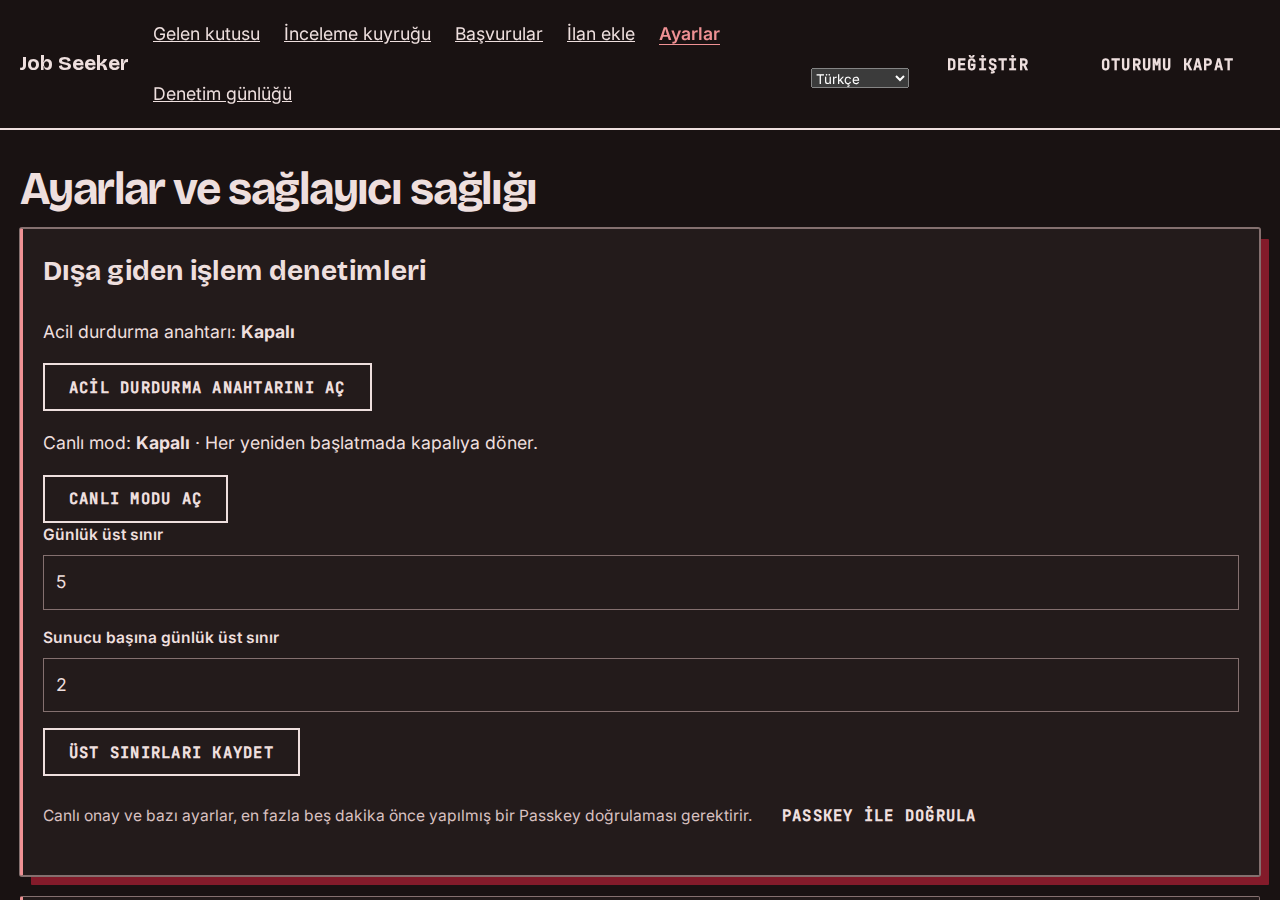 Job Seeker
Gelen kutusu İnceleme kuyruğu Başvurular İlan ekle Ayarlar
Denetim günlüğü
Türkçe
DEĞİŞTİR
OTURUMU KAPAT
Ayarlar ve sağlayıcı sağlığı
Dışa giden işlem denetimleri
Acil durdurma anahtarı: Kapalı
ACİL DURDURMA ANAHTARINI AÇ
Canlı mod: Kapalı · Her yeniden başlatmada kapalıya döner.
CANLI MODU AÇ
Günlük üst sınır
5
Sunucu başına günlük üst sınır
2
ÜST SINIRLARI KAYDET
Canlı onay ve bazı ayarlar, en fazla beş dakika önce yapılmış bir Passkey doğrulaması gerektirir. PASSKEY İLE DOĞRULA